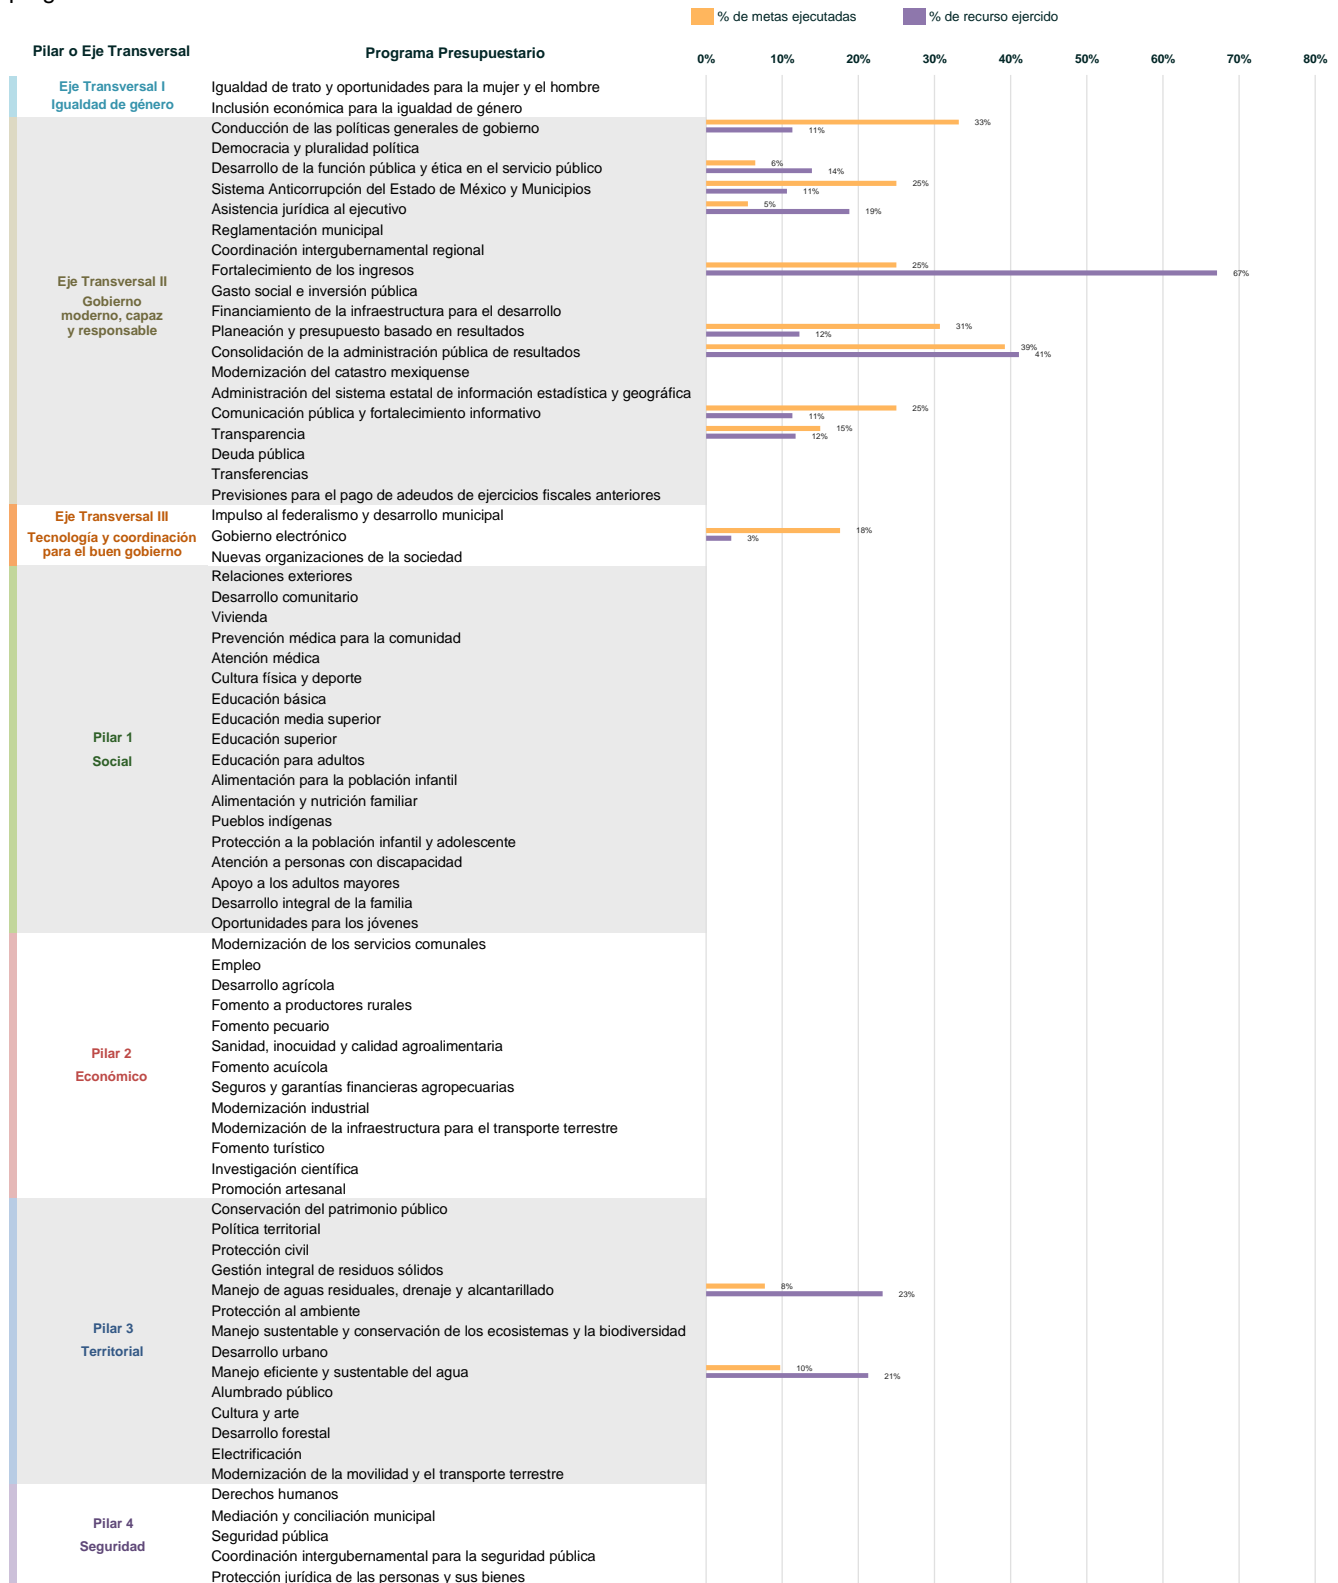 % de metas ejecutadas % de recurso ejercido
Pilar o Eje Transversal Programa Presupuestario 0% 10% 20% 30% 40% 50% 60% 70% 80%
Eje Transversal I
Igualdad de género
Igualdad de trato y oportunidades para la mujer y el hombre
Inclusión económica para la igualdad de género
Eje Transversal II
Gobierno
moderno, capaz
y responsable
Conducción de las políticas generales de gobierno 33% 11%
Democracia y pluralidad política
Desarrollo de la función pública y ética en el servicio público 6% 14%
Sistema Anticorrupción del Estado de México y Municipios 25% 11%
Asistencia jurídica al ejecutivo 5% 19%
Reglamentación municipal
Coordinación intergubernamental regional
Fortalecimiento de los ingresos 25% 67%
Gasto social e inversión pública
Financiamiento de la infraestructura para el desarrollo
Planeación y presupuesto basado en resultados 31% 12%
Consolidación de la administración pública de resultados 39% 41%
Modernización del catastro mexiquense
Administración del sistema estatal de información estadística y geográfica
Comunicación pública y fortalecimiento informativo 25% 11%
Transparencia 15% 12%
Deuda pública
Transferencias
Previsiones para el pago de adeudos de ejercicios fiscales anteriores
Eje Transversal III
Tecnología y coordinación
para el buen gobierno
Impulso al federalismo y desarrollo municipal
Gobierno electrónico 18% 3%
Nuevas organizaciones de la sociedad
Pilar 1
Social
Relaciones exteriores
Desarrollo comunitario
Vivienda
Prevención médica para la comunidad
Atención médica
Cultura física y deporte
Educación básica
Educación media superior
Educación superior
Educación para adultos
Alimentación para la población infantil
Alimentación y nutrición familiar
Pueblos indígenas
Protección a la población infantil y adolescente
Atención a personas con discapacidad
Apoyo a los adultos mayores
Desarrollo integral de la familia
Oportunidades para los jóvenes
Pilar 2
Económico
Modernización de los servicios comunales
Empleo
Desarrollo agrícola
Fomento a productores rurales
Fomento pecuario
Sanidad, inocuidad y calidad agroalimentaria
Fomento acuícola
Seguros y garantías financieras agropecuarias
Modernización industrial
Modernización de la infraestructura para el transporte terrestre
Fomento turístico
Investigación científica
Promoción artesanal
Pilar 3
Territorial
Conservación del patrimonio público
Política territorial
Protección civil
Gestión integral de residuos sólidos
Manejo de aguas residuales, drenaje y alcantarillado 8% 23%
Protección al ambiente
Manejo sustentable y conservación de los ecosistemas y la biodiversidad
Desarrollo urbano
Manejo eficiente y sustentable del agua 10% 21%
Alumbrado público
Cultura y arte
Desarrollo forestal
Electrificación
Modernización de la movilidad y el transporte terrestre
Pilar 4
Seguridad
Derechos humanos
Mediación y conciliación municipal
Seguridad pública
Coordinación intergubernamental para la seguridad pública
Protección jurídica de las personas y sus bienes